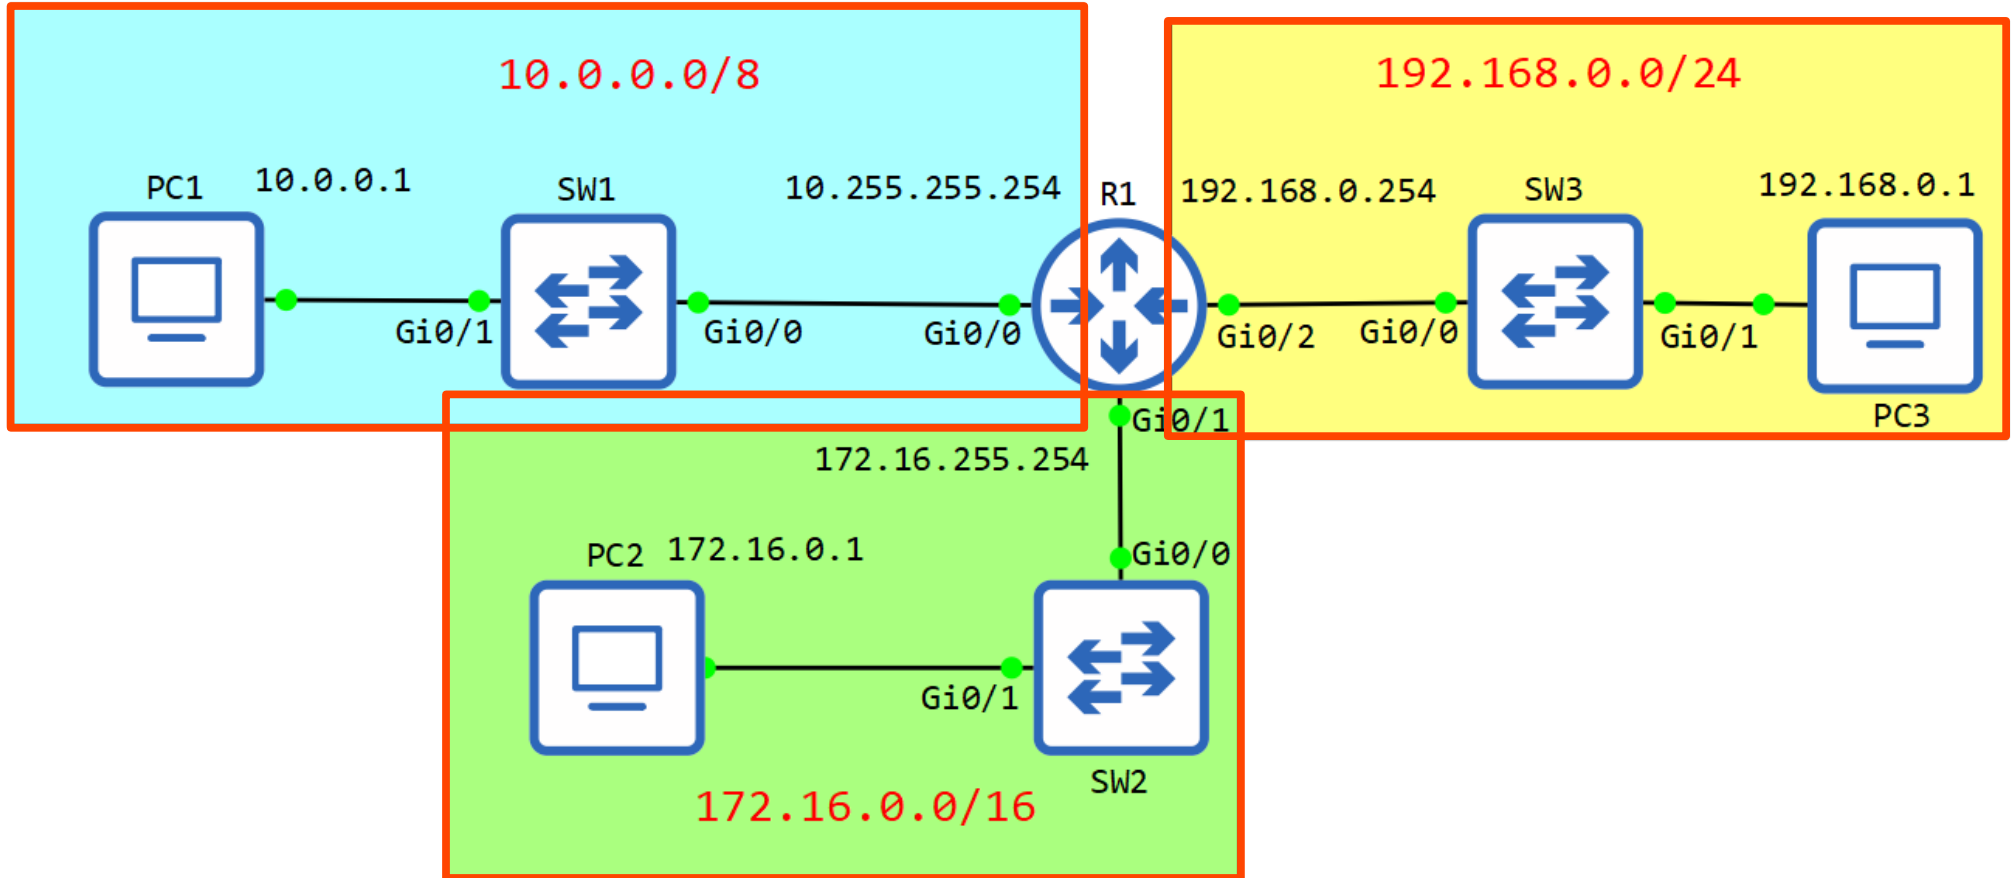 10.0.0.0/8
192.168.0.0/24
PC1
10.0.0.1
SW1
10.255.255.254
R1
192.168.0.254
SW3
192.168.0.1
Gi0/1
Gi0/0
Gi0/0
Gi0/2
Gi0/0
Gi0/1
PC3
Gi0/1
172.16.255.254
PC2
172.16.0.1
Gi0/0
Gi0/1
SW2
172.16.0.0/16